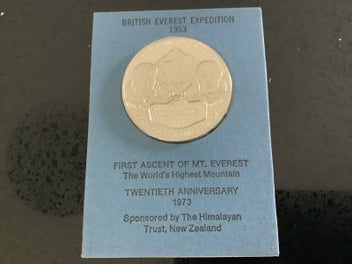 BRITISH EVEREST EXPEDITION
1953
FIRST ASCENT OF MT. EVEREST
The World's Highest Mountain
TWENTIETH ANNIVERSARY
1973
Sponsored by The Himalayan
Trust, New Zealand